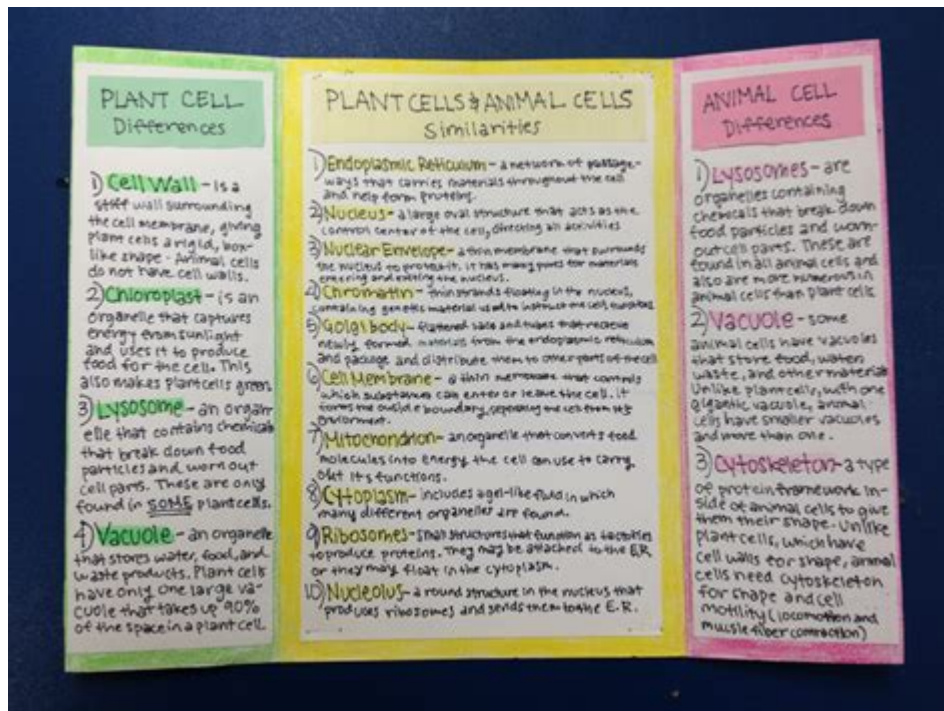 PLANT CELL
Differences
1) Cell Wall - is a
stiff wall surrounding
the cell membrane, giving
plant cells a rigid, box-
like shape - Animal cells
do not have cell walls.
2) Chloroplast - is an
organelle that captures
energy from sunlight
and uses it to produce
food for the cell. This
also makes plant cells green.
3) Lysosome - an organ-
elle that contains chemicals
that break down food
particles and worn out
cell parts. These are only
found in SOME plant cells.
4) Vacuole - an organelle
that stores water, food, and
waste products. Plant cells
have only one large va-
cuole that takes up 90%
of the space in a plant cell.
PLANT CELLS & ANIMAL CELLS
Similarities
1) Endoplasmic Reticulum - a network of passage-
ways that carries materials throughout the cell
and help form proteins.
2) Nucleus - a large oval structure that acts as the
control center of the cell, directing all activities
3) Nuclear Envelope - a thin membrane that surrounds
the nucleus to protect it. It has many pores for materials
entering and exiting the nucleus.
4) Chromatin - thin strands floating in the nucleus,
containing genetic material used to instruct the cell
5) Golgi body - flattened sacs and tubes that recieve
newly formed materials from the endoplasmic reticulum
and package and distribute them to other parts of the cell
6) Cell Membrane - a thin membrane that controls
which substances can enter or leave the cell. It
forms the outside boundary, separating the cell from its
enviorment.
7) Mitochondrion - an organelle that converts food
molecules into energy the cell can use to carry
out it's functions.
8) Cytoplasm - includes a gel-like fluid in which
many different organelles are found.
9) Ribosomes - small structures that function as factories
to produce proteins. They may be attached to the E.R.
or they may float in the cytoplasm.
10) Nucleolus - a round structure in the nucleus that
produces ribosomes and sends them to the E.R.
ANIMAL CELL
Differences
1) Lysosomes - are
organelles containing
chemicals that break down
food particles and worn-
out cell parts. These are
found in all animal cells and
also are more numerous in
animal cells than plant cells
2) Vacuole - some
animal cells have vacuoles
that store food, water,
waste, and other materials
Unlike plant cells, with one
gigantic vacuole, animal
cells have smaller vacuoles
and more than one.
3) Cytoskeleton - a type
of protein framework in-
side of animal cells to give
them their shape. Unlike
plant cells, which have
cell walls for shape, animal
cells need cytoskeleton
for shape and cell
motility (locomotion and
muscle fiber contraction)